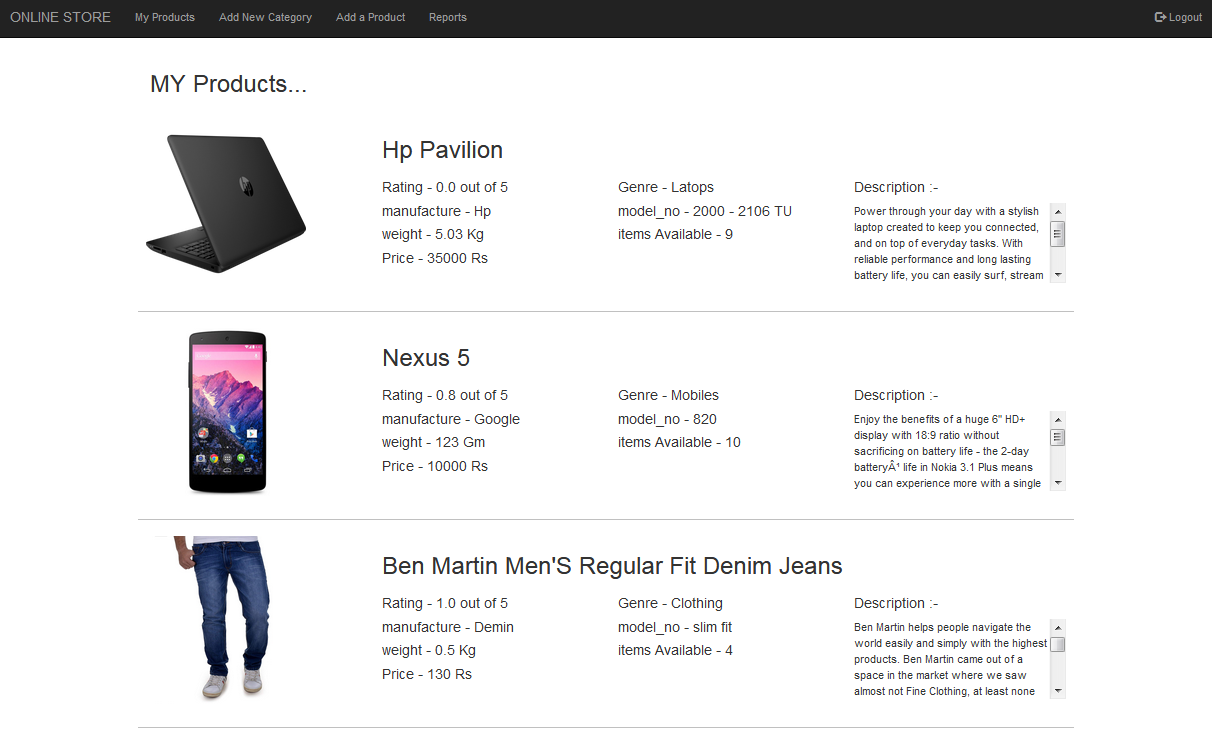 ONLINE STORE My Products Add New Category Add a Product Reports Logout
MY Products...
Hp Pavilion
Rating - 0.0 out of 5
manufacture - Hp
weight - 5.03 Kg
Price - 35000 Rs
Genre - Latops
model_no - 2000 - 2106 TU
items Available - 9
Description :-
Power through your day with a stylish
laptop created to keep you connected,
and on top of everyday tasks. With
reliable performance and long lasting
battery life, you can easily surf, stream
Nexus 5
Rating - 0.8 out of 5
manufacture - Google
weight - 123 Gm
Price - 10000 Rs
Genre - Mobiles
model_no - 820
items Available - 10
Description :-
Enjoy the benefits of a huge 6" HD+
display with 18:9 ratio without
sacrificing on battery life - the 2-day
batteryÂ¹ life in Nokia 3.1 Plus means
you can experience more with a single
Ben Martin Men'S Regular Fit Denim Jeans
Rating - 1.0 out of 5
manufacture - Demin
weight - 0.5 Kg
Price - 130 Rs
Genre - Clothing
model_no - slim fit
items Available - 4
Description :-
Ben Martin helps people navigate the
world easily and simply with the highest
products. Ben Martin came out of a
space in the market where we saw
almost not Fine Clothing, at least none